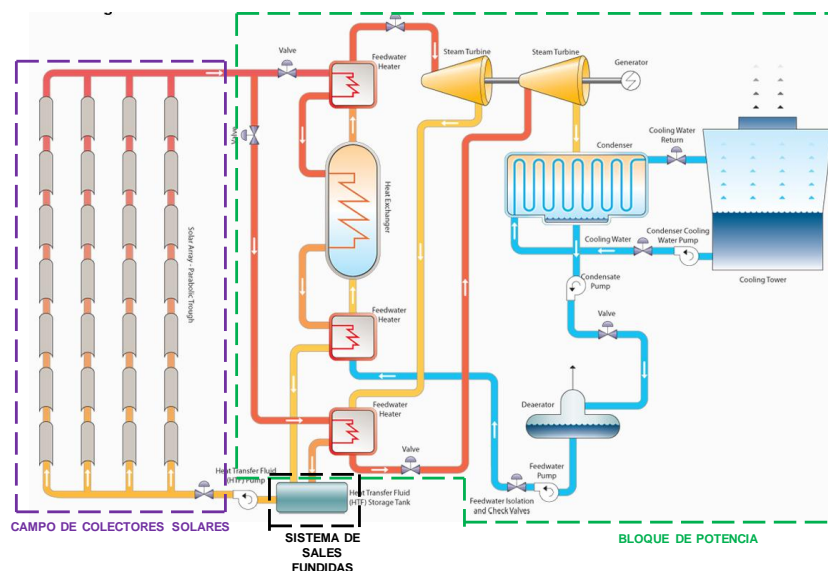 Valve
Feedwater
Heater
Steam Turbine
Steam Turbine
Generator
Valve
Heat Exchanger
Solar Array - Parabolic Trough
Condenser
Cooling Water
Return
Cooling Water
Condenser Cooling
Water Pump
Cooling Tower
Condensate
Pump
Valve
Feedwater
Heater
Deaerator
Feedwater
Heater
Valve
Feedwater
Pump
Feedwater Isolation
and Check Valves
Heat Transfer Fluid
(HTF) Pump
Heat Transfer Fluid
(HTF) Storage Tank
CAMPO DE COLECTORES SOLARES
SISTEMA DE
SALES
FUNDIDAS
BLOQUE DE POTENCIA